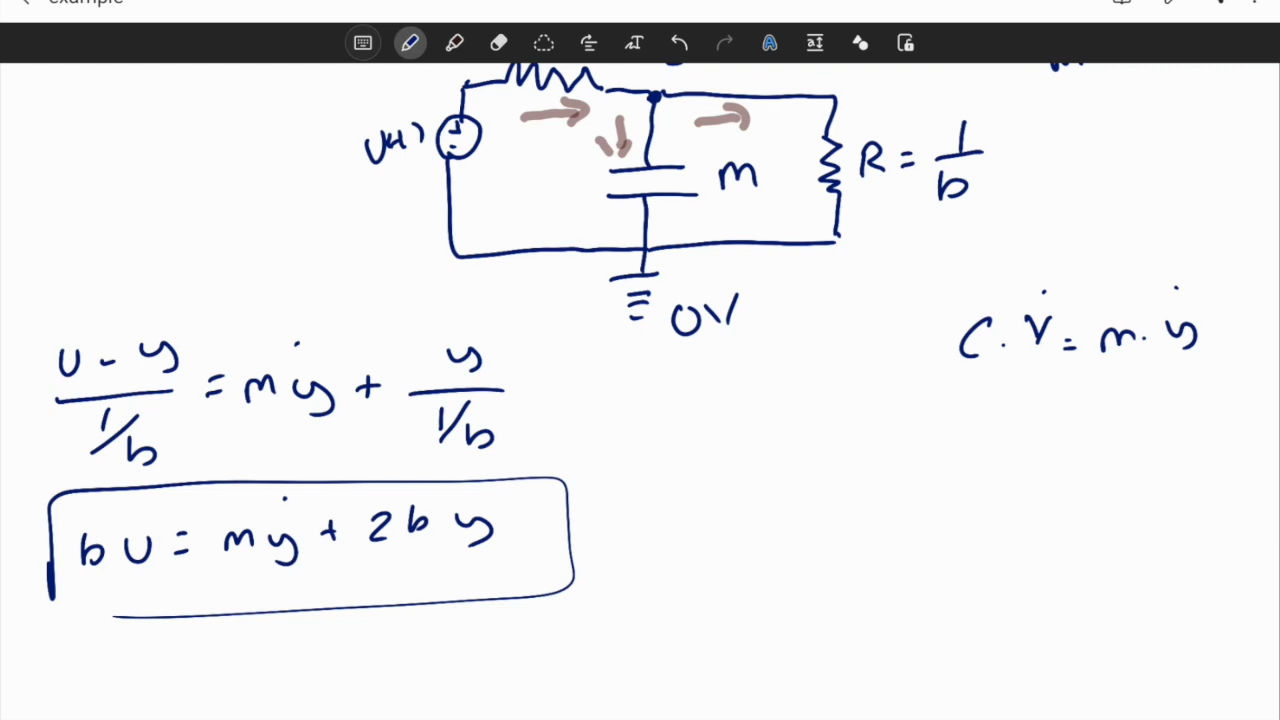 example
U(t)
m
R = 1/b
0V
C . V̇ = m . ẏ
(U - y)/(1/b) = mẏ + y/(1/b)
bU = mẏ + 2by